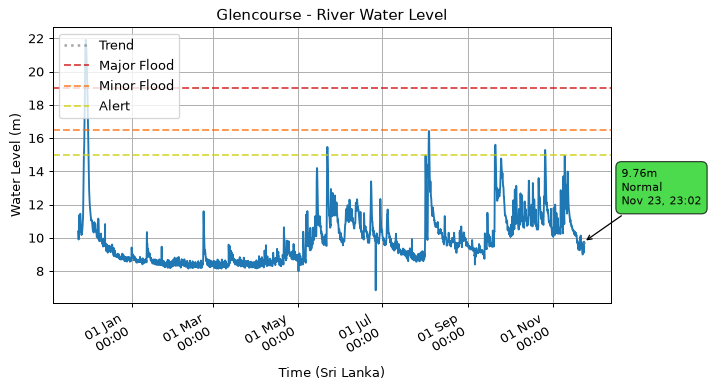 Glencourse - River Water Level
Trend
Major Flood
Minor Flood
Alert
Water Level (m)
22
20
18
16
14
12
10
8
9.76m
Normal
Nov 23, 23:02
01 Jan
00:00
01 Mar
00:00
01 May
00:00
01 Jul
00:00
01 Sep
00:00
01 Nov
00:00
Time (Sri Lanka)